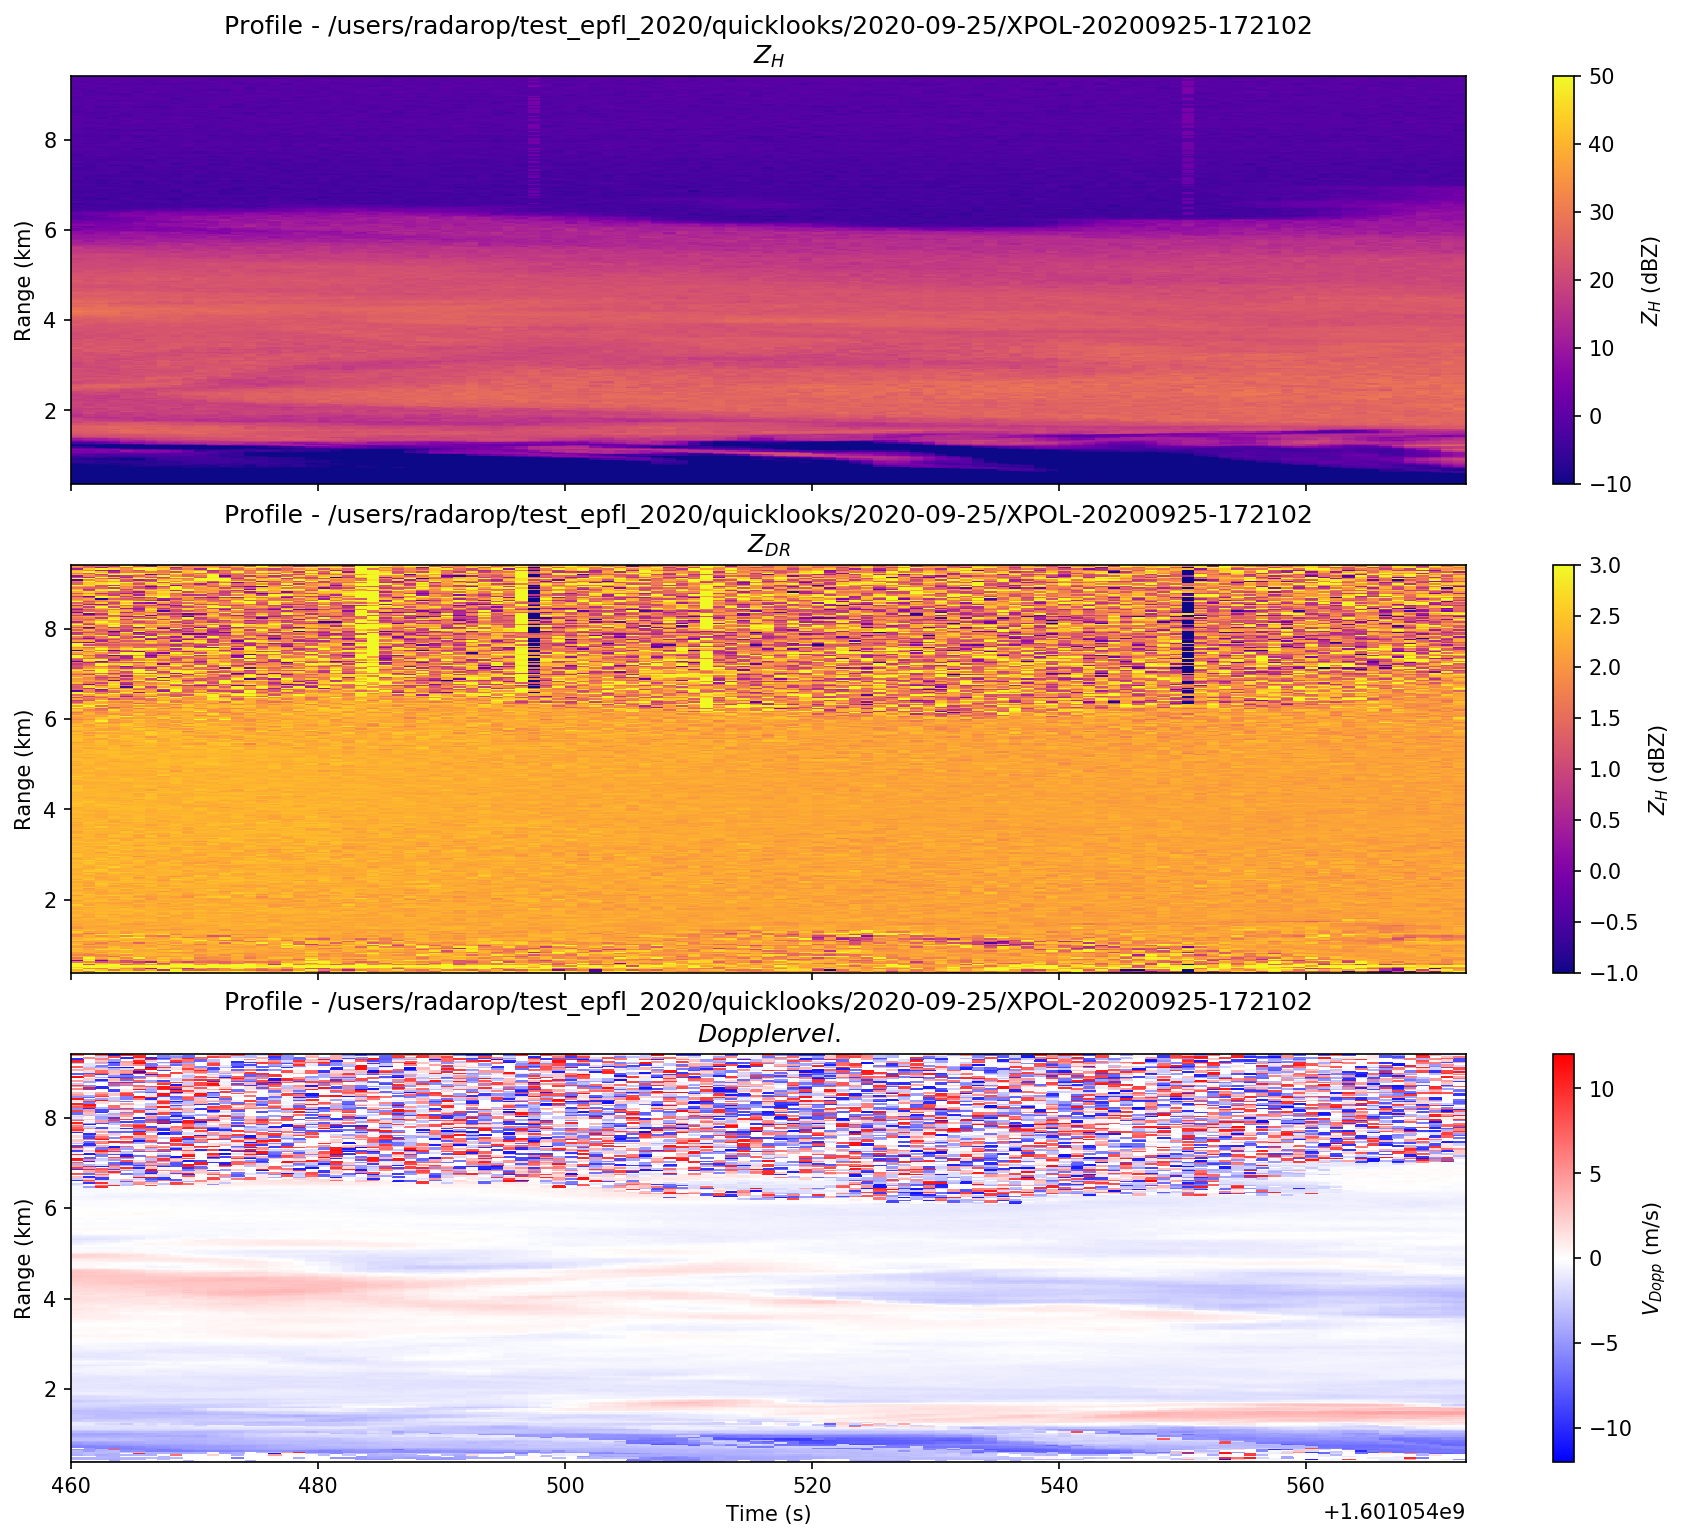 Profile - /users/radarop/test_epfl_2020/quicklooks/2020-09-25/XPOL-20200925-172102
Z_H
50
40
30
20
10
0
−10
Z_H (dBZ)
8
6
4
2
Range (km)
Profile - /users/radarop/test_epfl_2020/quicklooks/2020-09-25/XPOL-20200925-172102
Z_DR
3.0
2.5
2.0
1.5
1.0
0.5
0.0
−0.5
−1.0
Z_H (dBZ)
8
6
4
2
Range (km)
Profile - /users/radarop/test_epfl_2020/quicklooks/2020-09-25/XPOL-20200925-172102
Dopplervel.
10
5
0
−5
−10
V_Dopp (m/s)
8
6
4
2
Range (km)
460 480 500 520 540 560
Time (s)
+1.601054e9